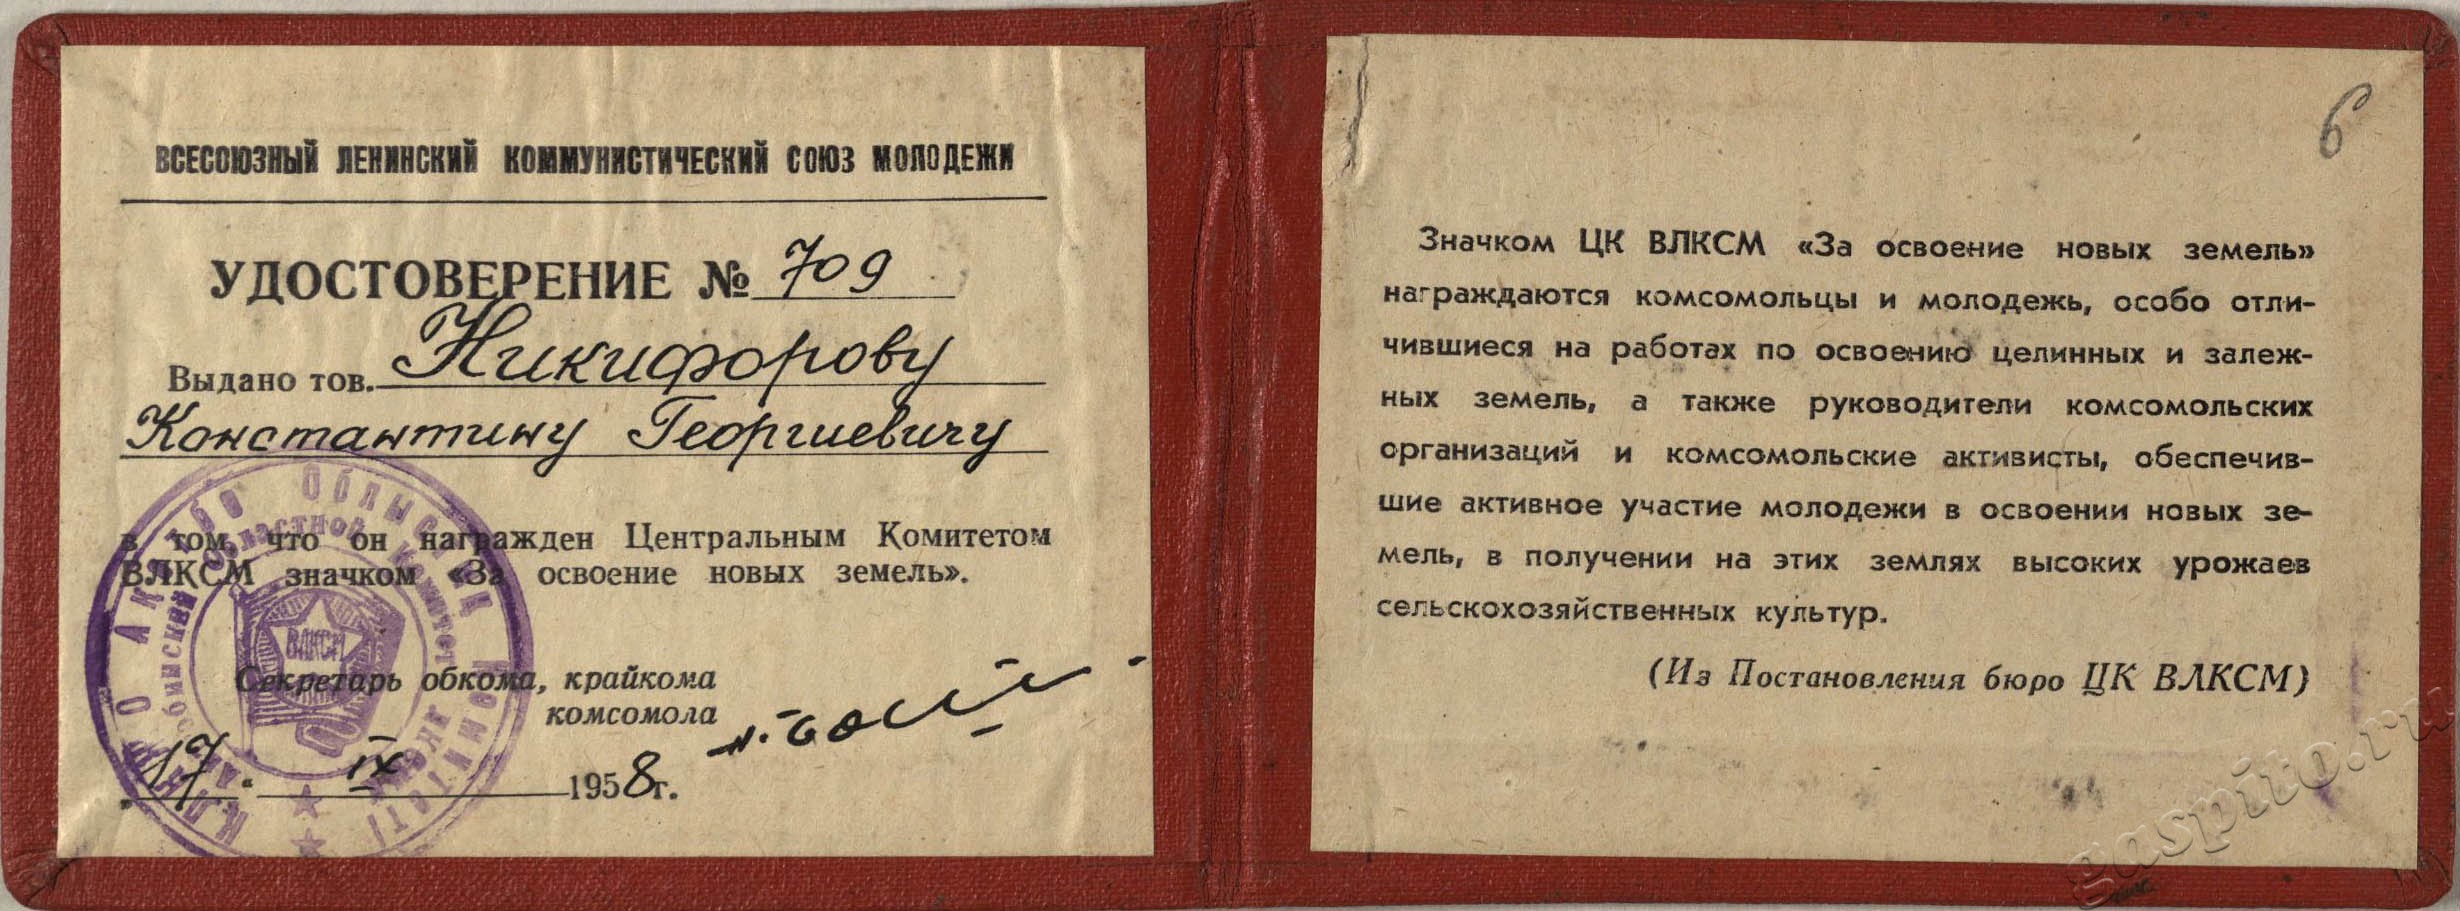 ВСЕСОЮЗНЫЙ ЛЕНИНСКИЙ КОММУНИСТИЧЕСКИЙ СОЮЗ МОЛОДЕЖИ
УДОСТОВЕРЕНИЕ № 709
Выдано тов. Никифорову
Константину Георгиевичу
в том, что он награжден Центральным Комитетом
ВЛКСМ значком «За освоение новых земель».
Секретарь обкома, крайкома
комсомола
17 IX 1958 г.
ВЛКСМ
6
Значком ЦК ВЛКСМ «За освоение новых земель»
награждаются комсомольцы и молодежь, особо отли-
чившиеся на работах по освоению целинных и залеж-
ных земель, а также руководители комсомольских
организаций и комсомольские активисты, обеспечив-
шие активное участие молодежи в освоении новых зе-
мель, в получении на этих землях высоких урожаев
сельскохозяйственных культур.
(Из Постановления бюро ЦК ВЛКСМ)
gaspito.ru